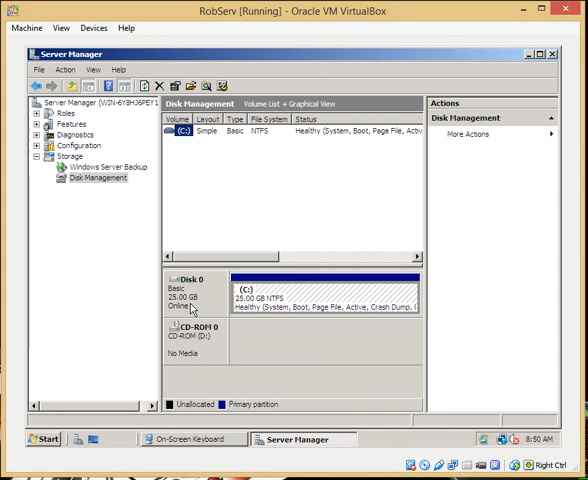 RobServ [Running] - Oracle VM VirtualBox
Machine View Devices Help
Server Manager
File Action View Help
Server Manager (WIN-6Y8HJ6PEY1
Roles
Features
Diagnostics
Configuration
Storage
Windows Server Backup
Disk Management
Disk Management Volume List + Graphical View
Volume Layout Type File System Status
(C:) Simple Basic NTFS Healthy (System, Boot, Page File, Activ
Disk 0
Basic
25.00 GB
Online
(C:)
25.00 GB NTFS
Healthy (System, Boot, Page File, Active, Crash Dump, I
CD-ROM 0
CD-ROM (D:)
No Media
Unallocated Primary partition
Actions
Disk Management
More Actions
Start On-Screen Keyboard Server Manager 8:50 AM
Right Ctrl